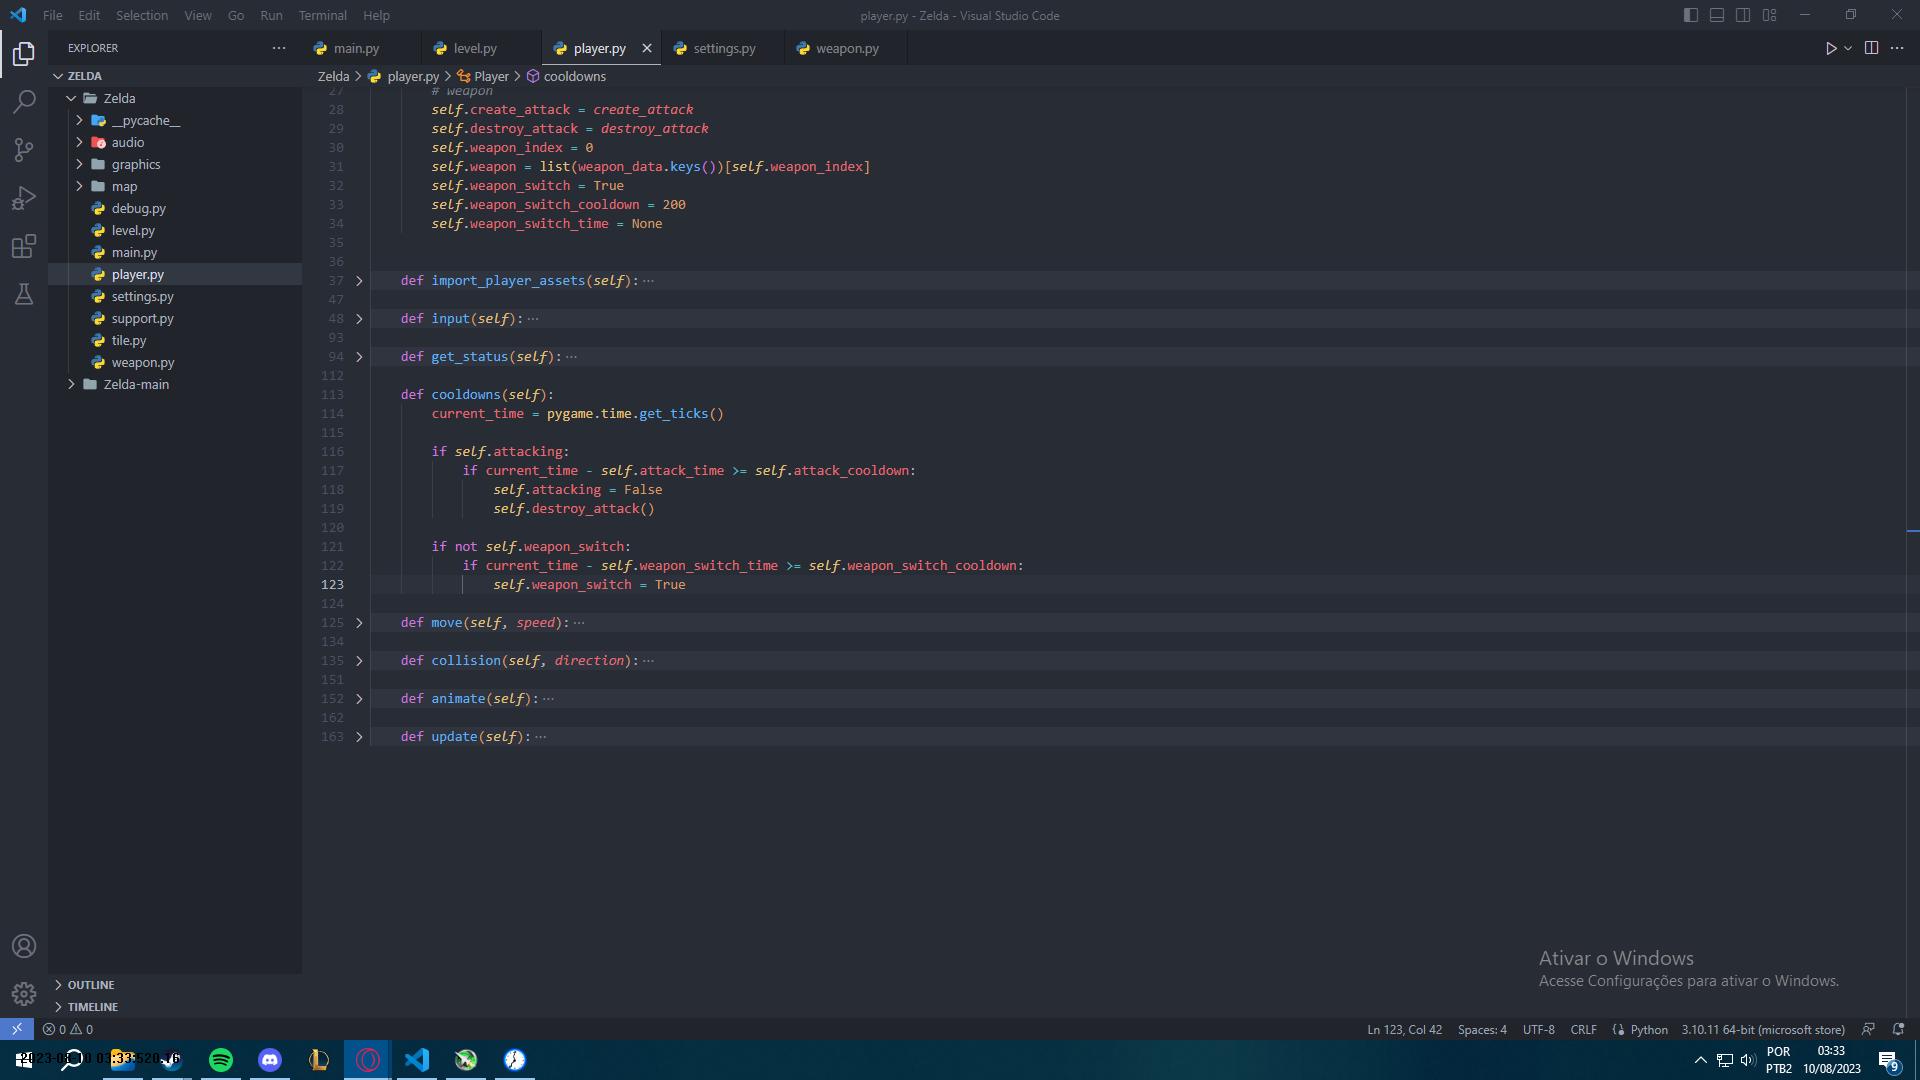 File Edit Selection View Go Run Terminal Help
player.py - Zelda - Visual Studio Code
EXPLORER
main.py level.py player.py settings.py weapon.py
ZELDA
Zelda > player.py > Player > cooldowns
Zelda
__pycache__
audio
graphics
map
debug.py
level.py
main.py
player.py
settings.py
support.py
tile.py
weapon.py
Zelda-main
OUTLINE
TIMELINE
27 # weapon
28 self.create_attack = create_attack
29 self.destroy_attack = destroy_attack
30 self.weapon_index = 0
31 self.weapon = list(weapon_data.keys())[self.weapon_index]
32 self.weapon_switch = True
33 self.weapon_switch_cooldown = 200
34 self.weapon_switch_time = None
35
36
37 def import_player_assets(self): ···
47
48 def input(self): ···
93
94 def get_status(self): ···
112
113 def cooldowns(self):
114 current_time = pygame.time.get_ticks()
115
116 if self.attacking:
117 if current_time - self.attack_time >= self.attack_cooldown:
118 self.attacking = False
119 self.destroy_attack()
120
121 if not self.weapon_switch:
122 if current_time - self.weapon_switch_time >= self.weapon_switch_cooldown:
123 self.weapon_switch = True
124
125 def move(self, speed): ···
134
135 def collision(self, direction): ···
151
152 def animate(self): ···
162
163 def update(self): ···
Ativar o Windows
Acesse Configurações para ativar o Windows.
0 0
Ln 123, Col 42 Spaces: 4 UTF-8 CRLF Python 3.10.11 64-bit (microsoft store)
POR
PTB2
03:33
10/08/2023
9